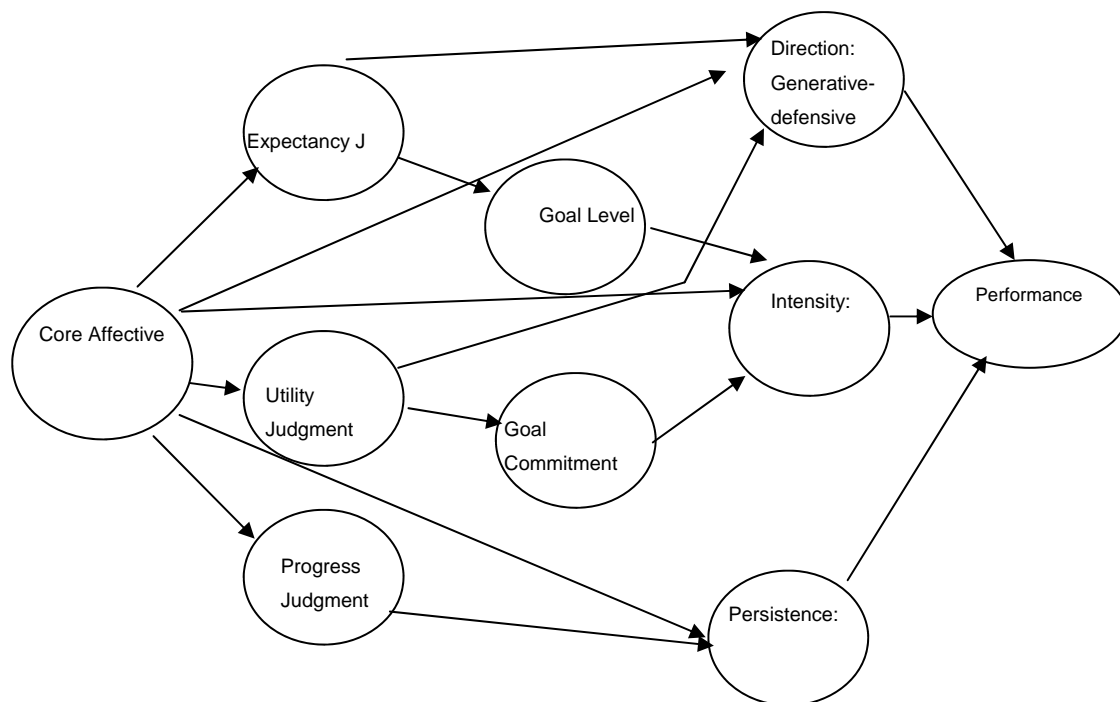 Direction:
Generative-
defensive
Expectancy J
Goal Level
Intensity:
Performance
Core Affective
Utility
Judgment
Goal
Commitment
Progress
Judgment
Persistence: